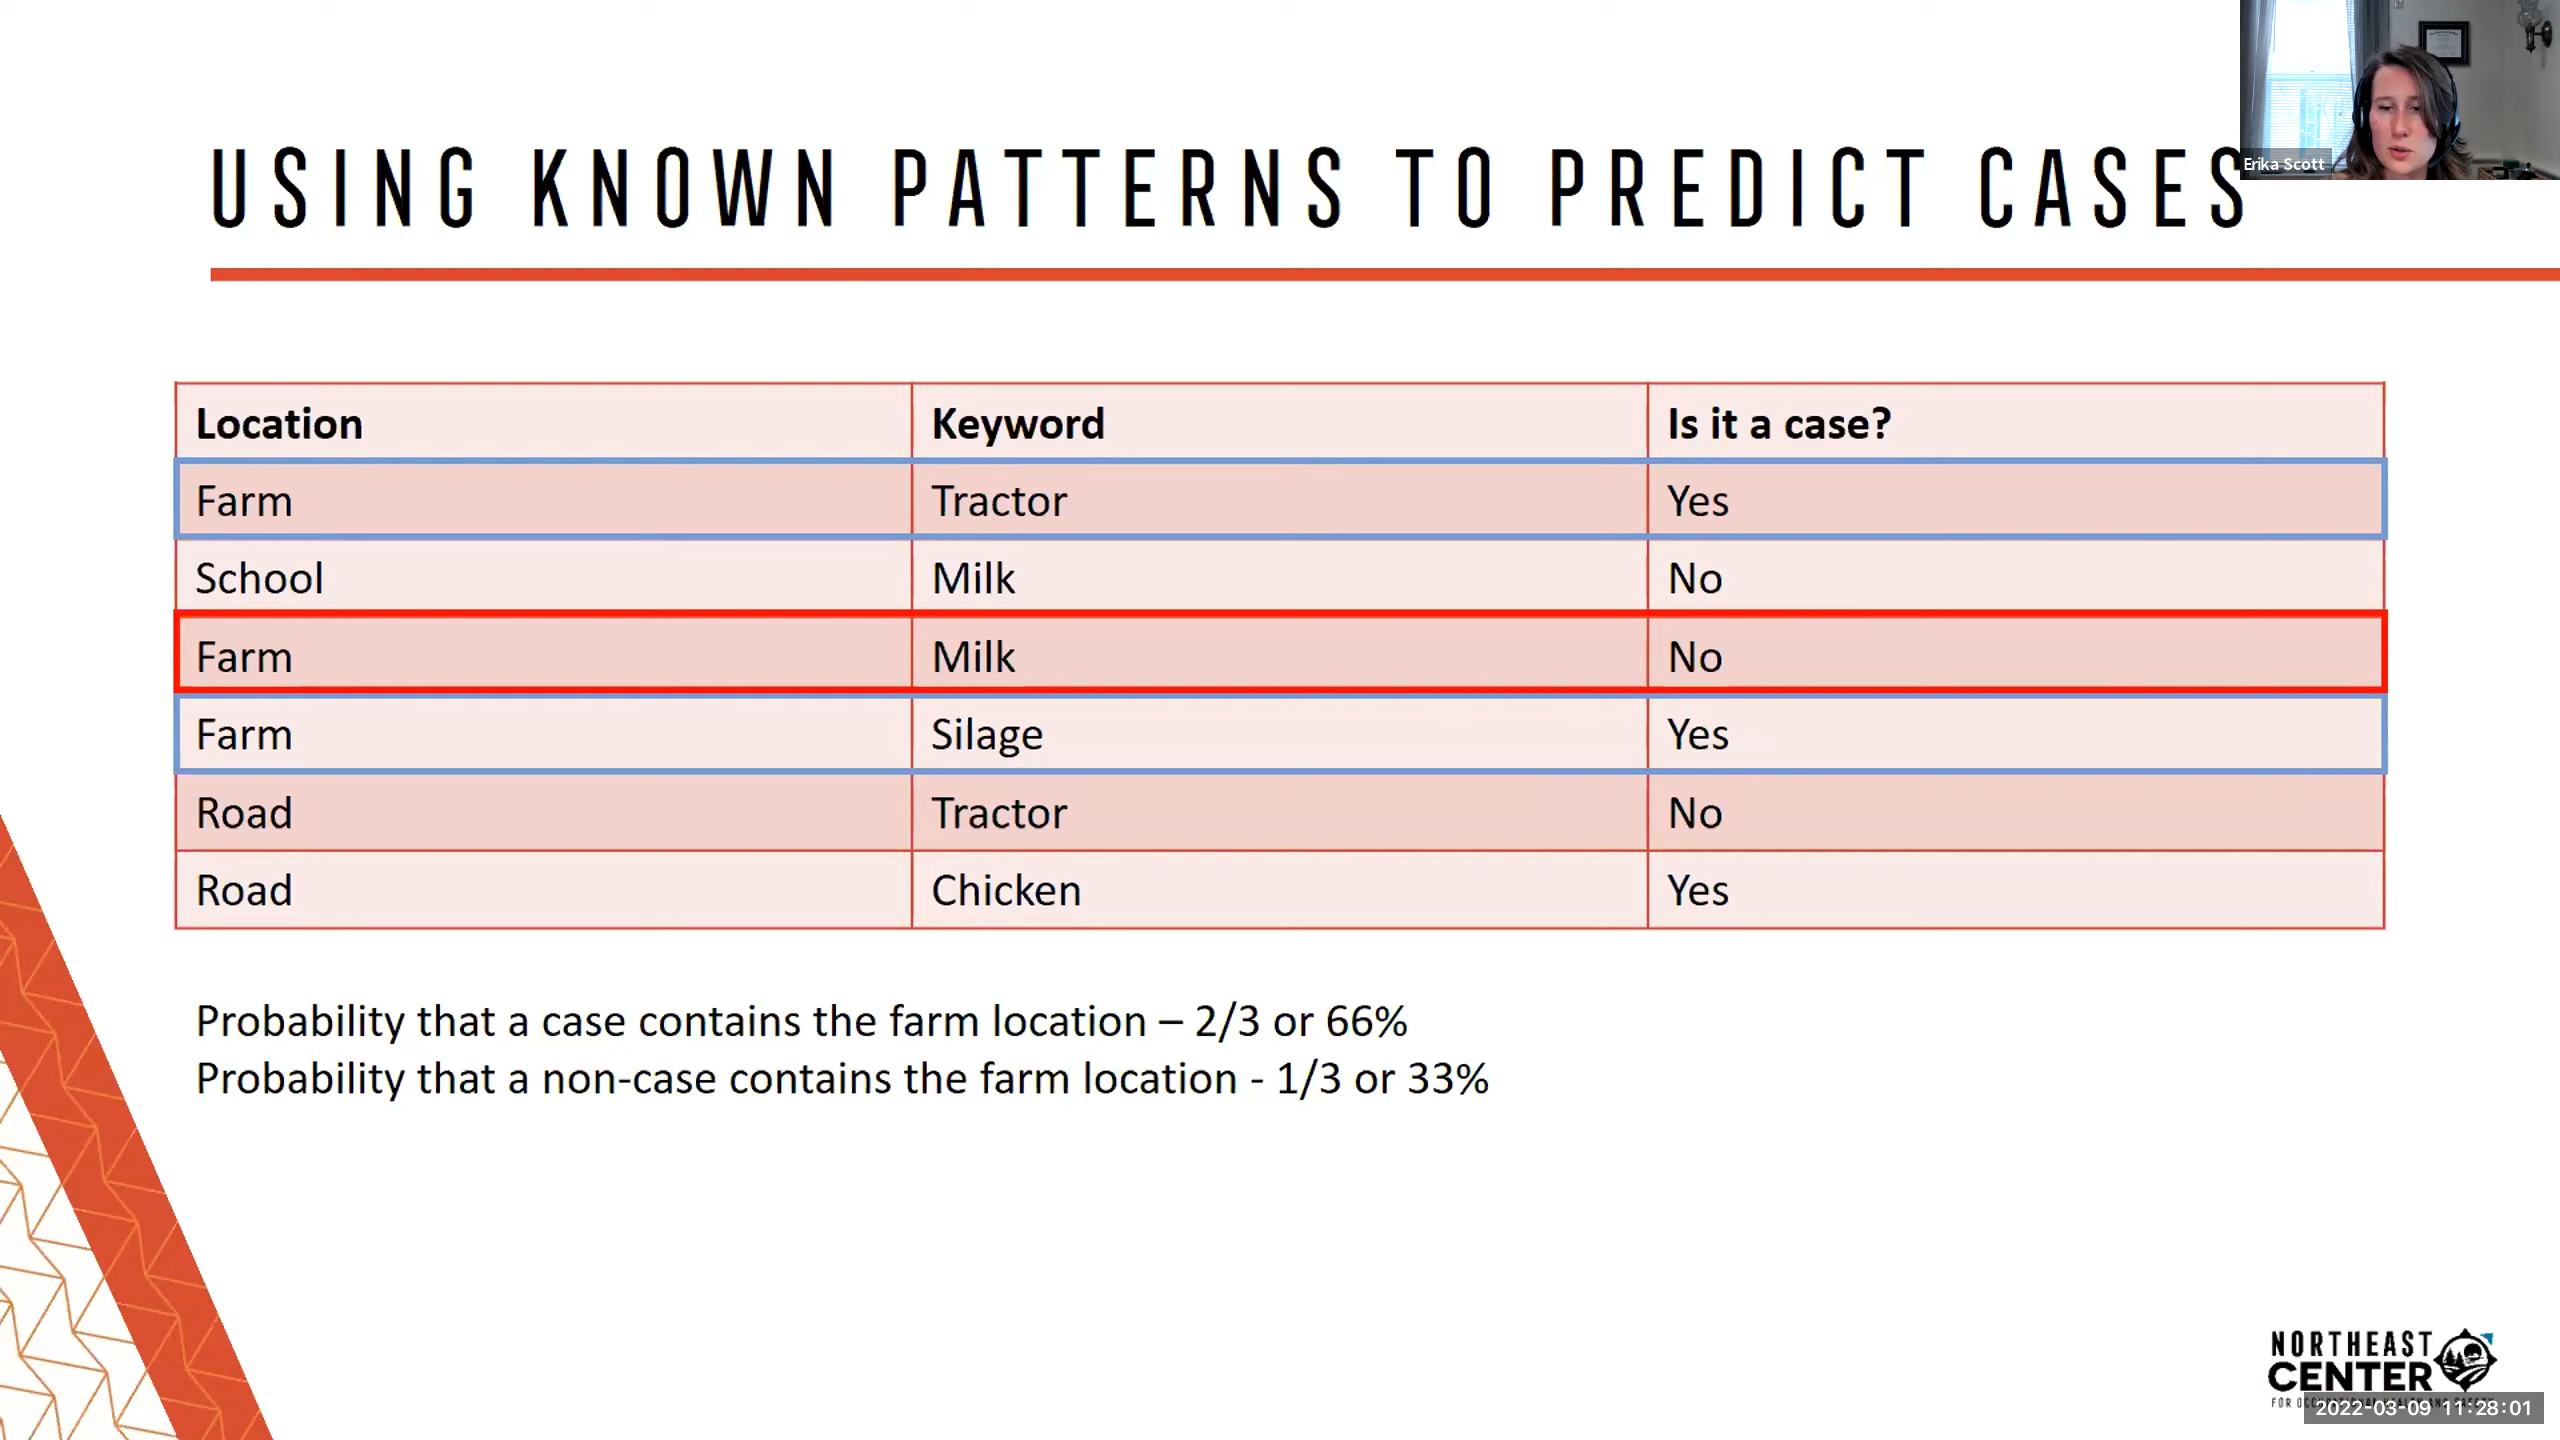 Erika Scott
USING KNOWN PATTERNS TO PREDICT CASES
Location Keyword Is it a case?
Farm Tractor Yes
School Milk No
Farm Milk No
Farm Silage Yes
Road Tractor No
Road Chicken Yes
Probability that a case contains the farm location – 2/3 or 66%
Probability that a non-case contains the farm location - 1/3 or 33%
NORTHEAST
CENTER
2022-03-09 11:28:01